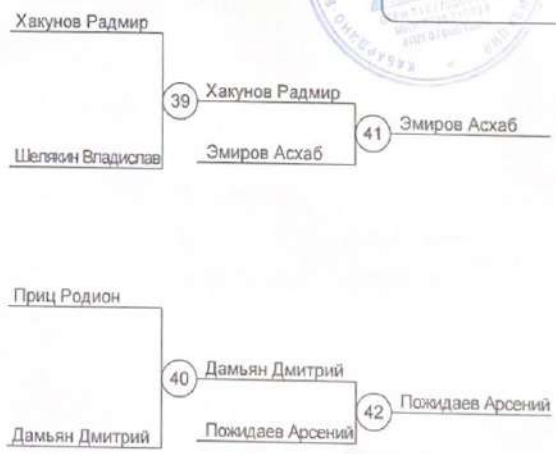 Хакунов Радмир
39
Хакунов Радмир
41
Эмиров Асхаб
Шелякин Владислав
Эмиров Асхаб
Приц Родион
40
Дамьян Дмитрий
42
Пожидаев Арсений
Дамьян Дмитрий
Пожидаев Арсений